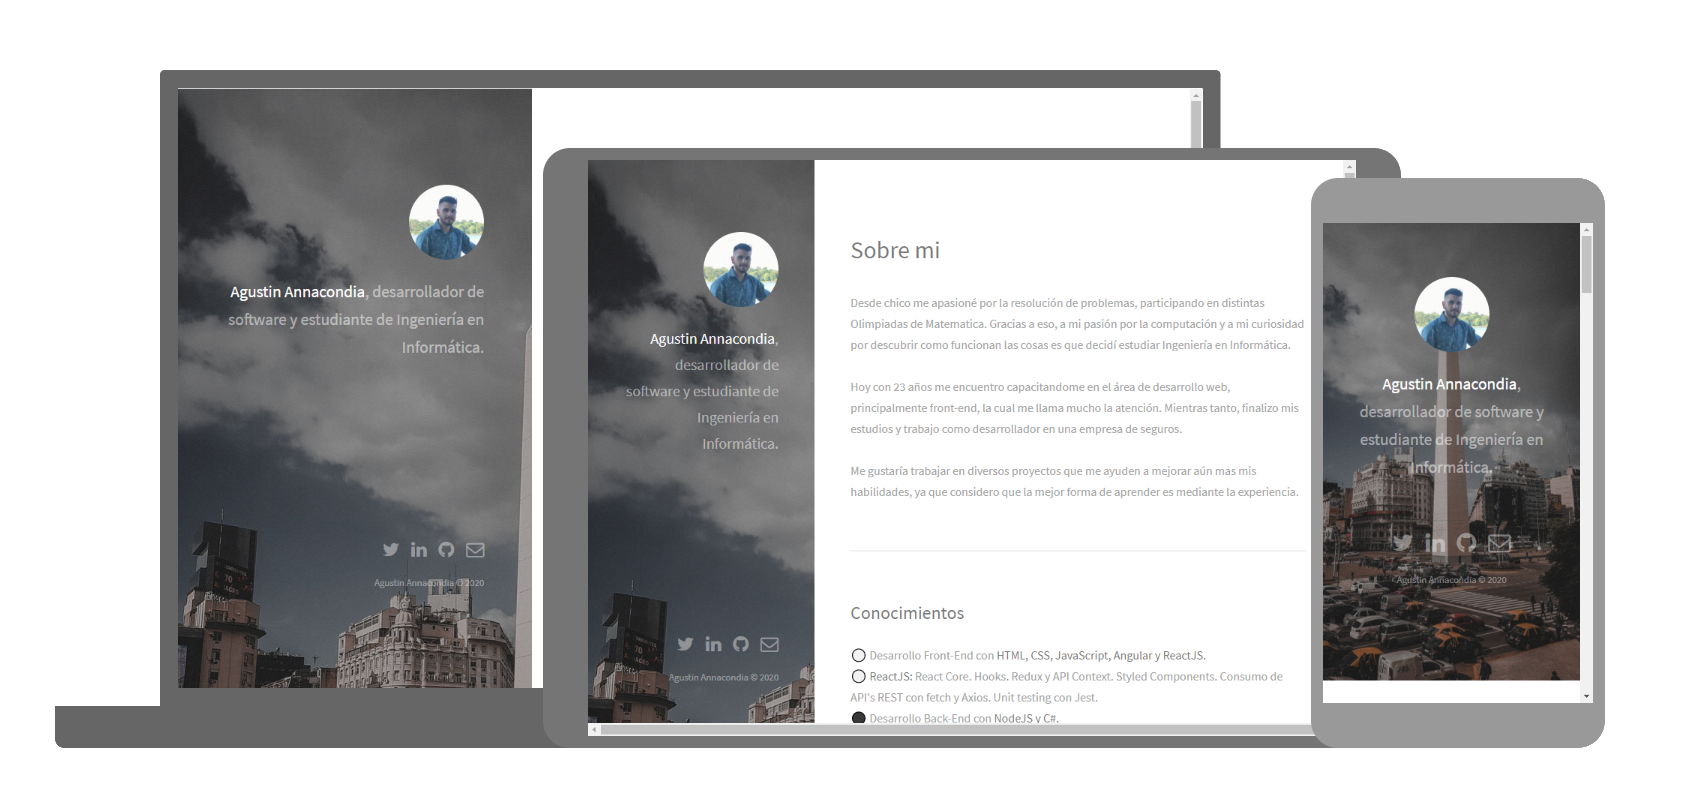 Agustin Annacondia, desarrollador de
software y estudiante de Ingeniería en
Informática.
Agustin Annacondia © 2020
Agustin Annacondia,
desarrollador de
software y estudiante de
Ingeniería en
Informática.
Agustin Annacondia © 2020
Sobre mi
Desde chico me apasioné por la resolución de problemas, participando en distintas
Olimpiadas de Matematica. Gracias a eso, a mi pasión por la computación y a mi curiosidad
por descubrir como funcionan las cosas es que decidí estudiar Ingeniería en Informática.
Hoy con 23 años me encuentro capacitandome en el área de desarrollo web,
principalmente front-end, la cual me llama mucho la atención. Mientras tanto, finalizo mis
estudios y trabajo como desarrollador en una empresa de seguros.
Me gustaría trabajar en diversos proyectos que me ayuden a mejorar aún mas mis
habilidades, ya que considero que la mejor forma de aprender es mediante la experiencia.
Conocimientos
Desarrollo Front-End con HTML, CSS, JavaScript, Angular y ReactJS.
ReactJS: React Core. Hooks. Redux y API Context. Styled Components. Consumo de
API's REST con fetch y Axios. Unit testing con Jest.
Desarrollo Back-End con NodeJS y C#.
Agustin Annacondia,
desarrollador de software y
estudiante de Ingeniería en
Informática.
Agustin Annacondia © 2020